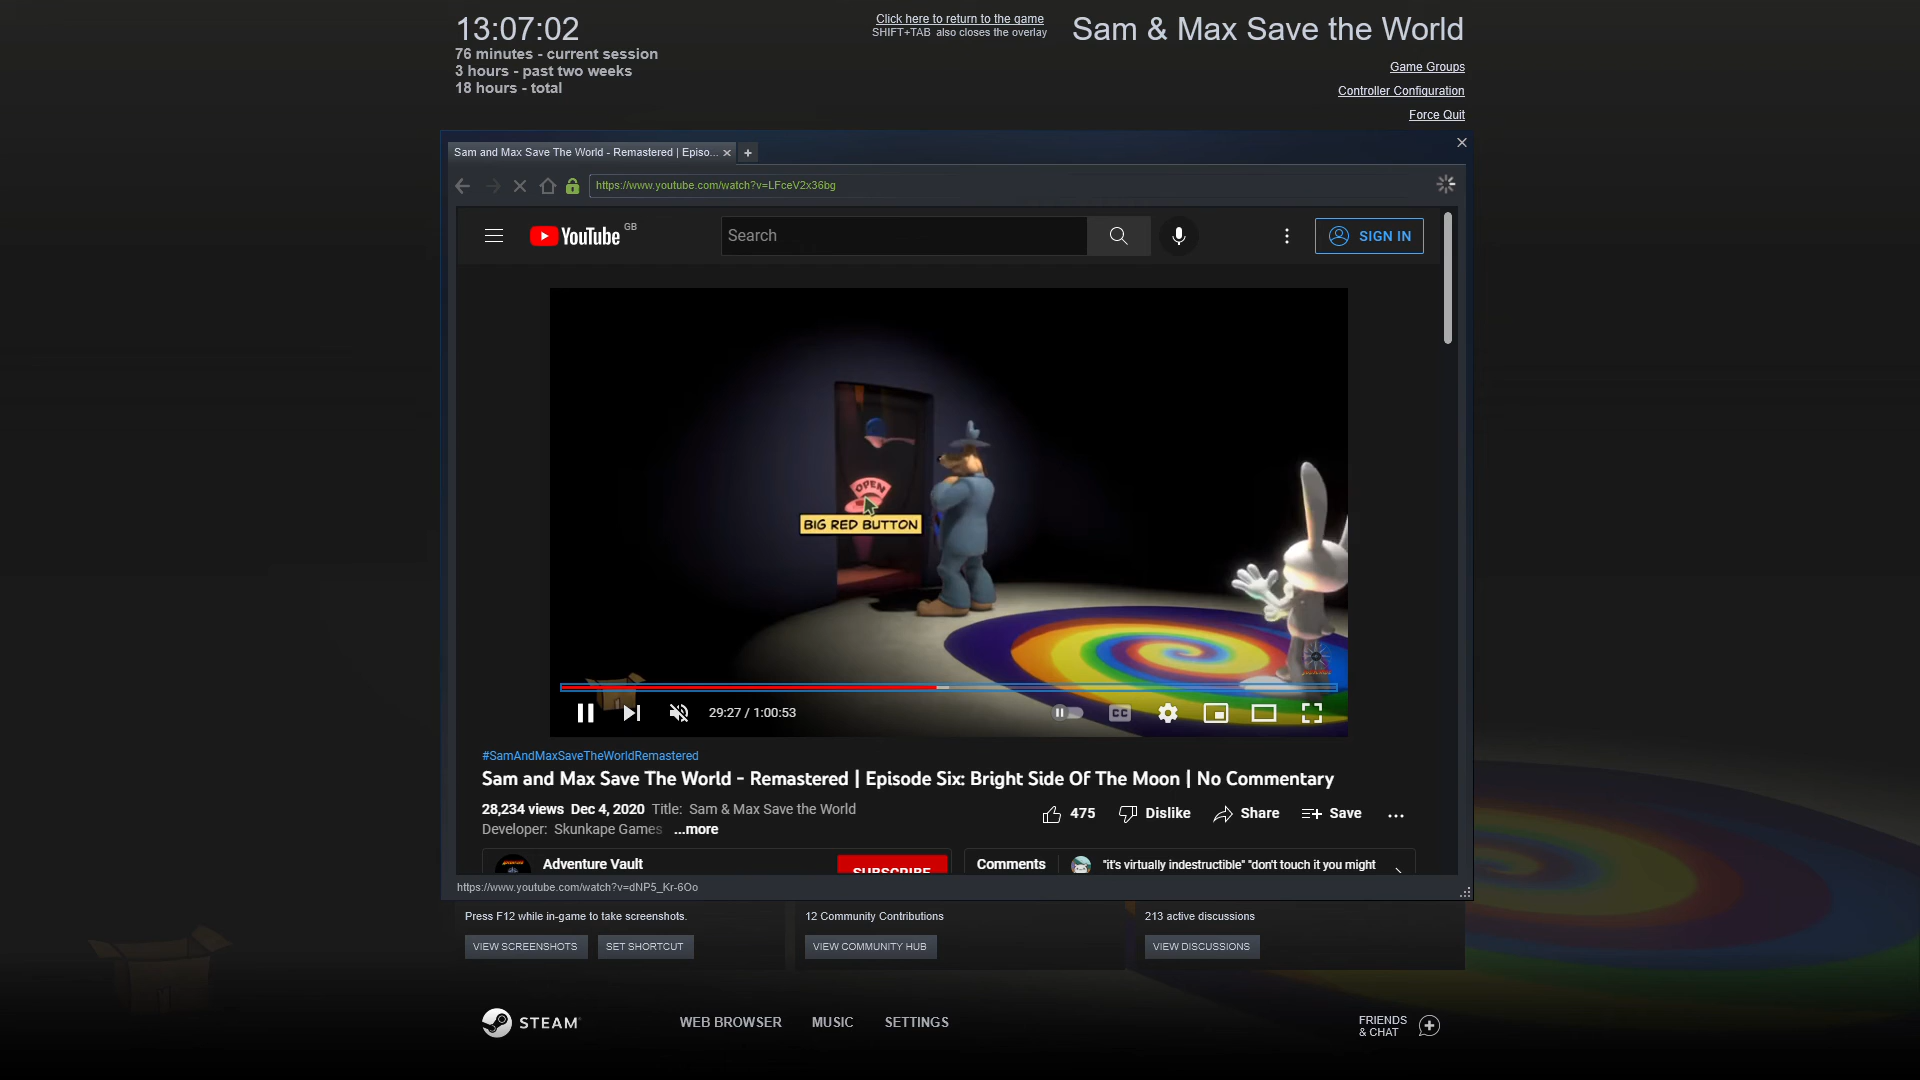 13:07:02
76 minutes - current session
3 hours - past two weeks
18 hours - total
Click here to return to the game
SHIFT+TAB also closes the overlay
Sam & Max Save the World
Game Groups
Controller Configuration
Force Quit
Sam and Max Save The World - Remastered | Episo...
https://www.youtube.com/watch?v=LFceV2x36bg
YouTube GB
Search
SIGN IN
OPEN
BIG RED BUTTON
29:27 / 1:00:53
CC
#SamAndMaxSaveTheWorldRemastered
Sam and Max Save The World - Remastered | Episode Six: Bright Side Of The Moon | No Commentary
28,234 views Dec 4, 2020 Title: Sam & Max Save the World
Developer: Skunkape Games ...more
475 Dislike Share Save
Adventure Vault
SUBSCRIBE
Comments
"it's virtually indestructible" "don't touch it you might
https://www.youtube.com/watch?v=dNP5_Kr-6Oo
Press F12 while in-game to take screenshots.
VIEW SCREENSHOTS SET SHORTCUT
12 Community Contributions
VIEW COMMUNITY HUB
213 active discussions
VIEW DISCUSSIONS
STEAM
WEB BROWSER MUSIC SETTINGS
FRIENDS
& CHAT